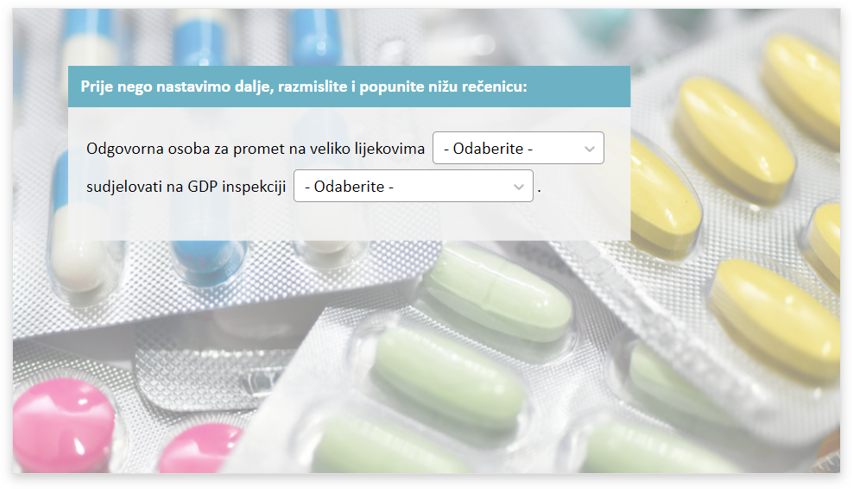 Prije nego nastavimo dalje, razmislite i popunite nižu rečenicu:
Odgovorna osoba za promet na veliko lijekovima - Odaberite -
sudjelovati na GDP inspekciji - Odaberite - .